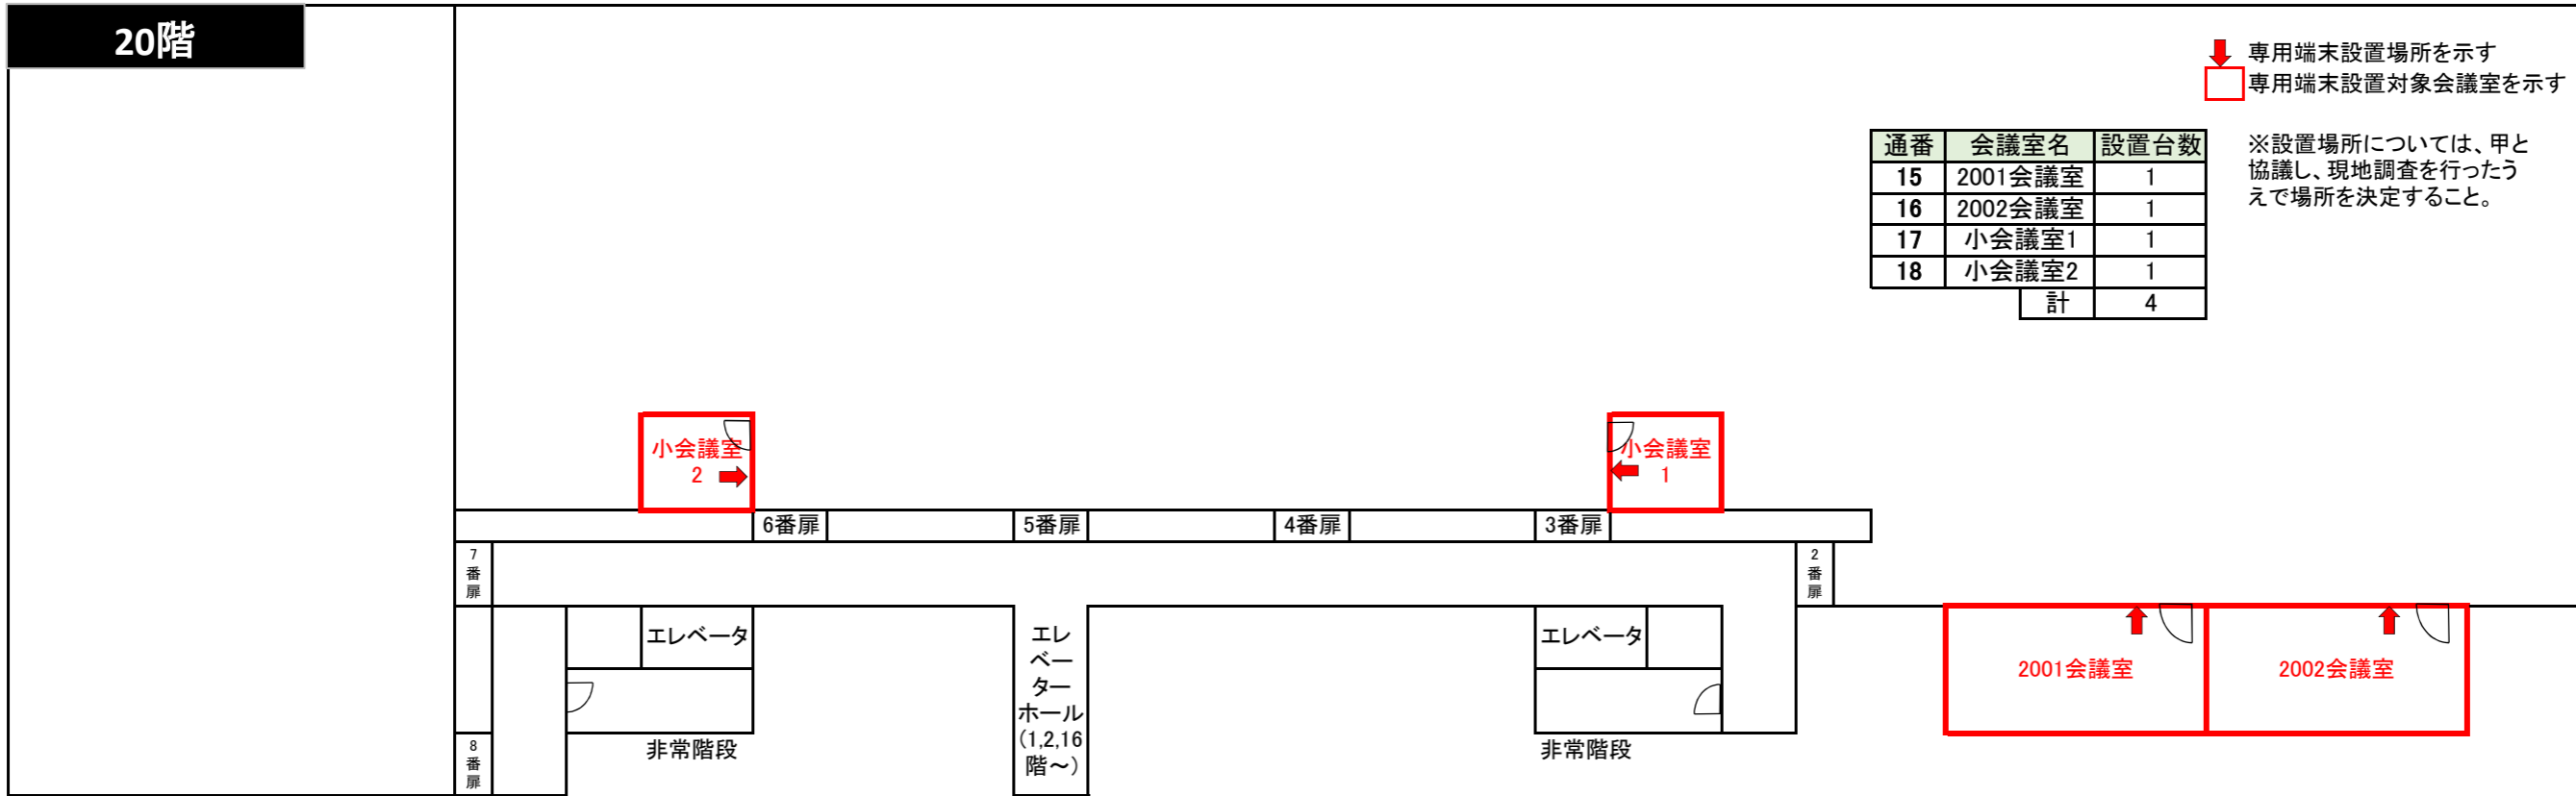 20階
専用端末設置場所を示す
専用端末設置対象会議室を示す
通番 会議室名 設置台数
15 2001会議室 1
16 2002会議室 1
17 小会議室1 1
18 小会議室2 1
計 4
※設置場所については、甲と
協議し、現地調査を行ったう
えで場所を決定すること。
小会議室
2
小会議室
1
6番扉
5番扉
4番扉
3番扉
7
番
扉
2
番
扉
エレベータ
エレ
ベー
ター
ホール
(1,2,16
階～)
エレベータ
2001会議室
2002会議室
8
番
扉
非常階段
非常階段